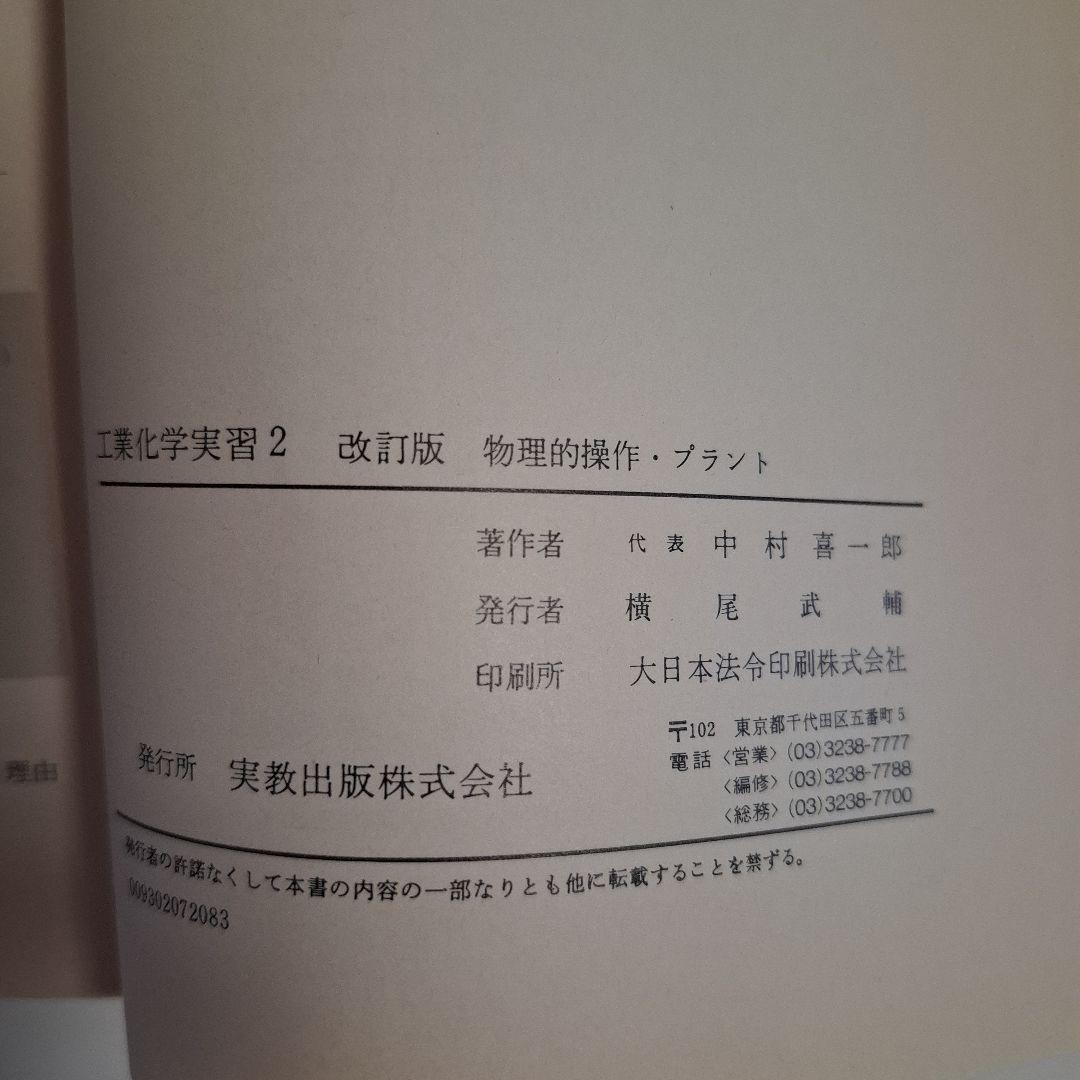 工業化学実習2 改訂版 物理的操作・プラント
著作者 代表 中村喜一郎
発行者 横尾武輔
印刷所 大日本法令印刷株式会社
発行所 実教出版株式会社
〒102 東京都千代田区五番町5
電話〈営業〉(03)3238-7777
〈編修〉(03)3238-7788
〈総務〉(03)3238-7700
発行者の許諾なくして本書の内容の一部なりとも他に転載することを禁ずる。
009302072083
理由